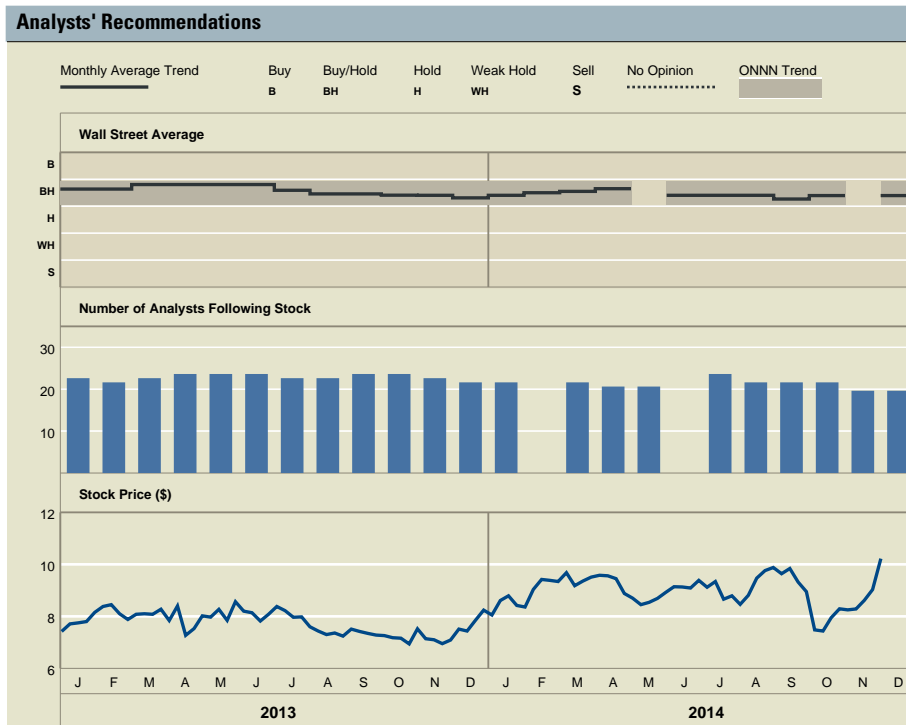 Analysts' Recommendations
Monthly Average Trend Buy Buy/Hold Hold Weak Hold Sell No Opinion ONNN Trend
B BH H WH S
Wall Street Average
B
BH
H
WH
S
Number of Analysts Following Stock
30
20
10
Stock Price ($)
12
10
8
6
J F M A M J J A S O N D J F M A M J J A S O N D
2013 2014